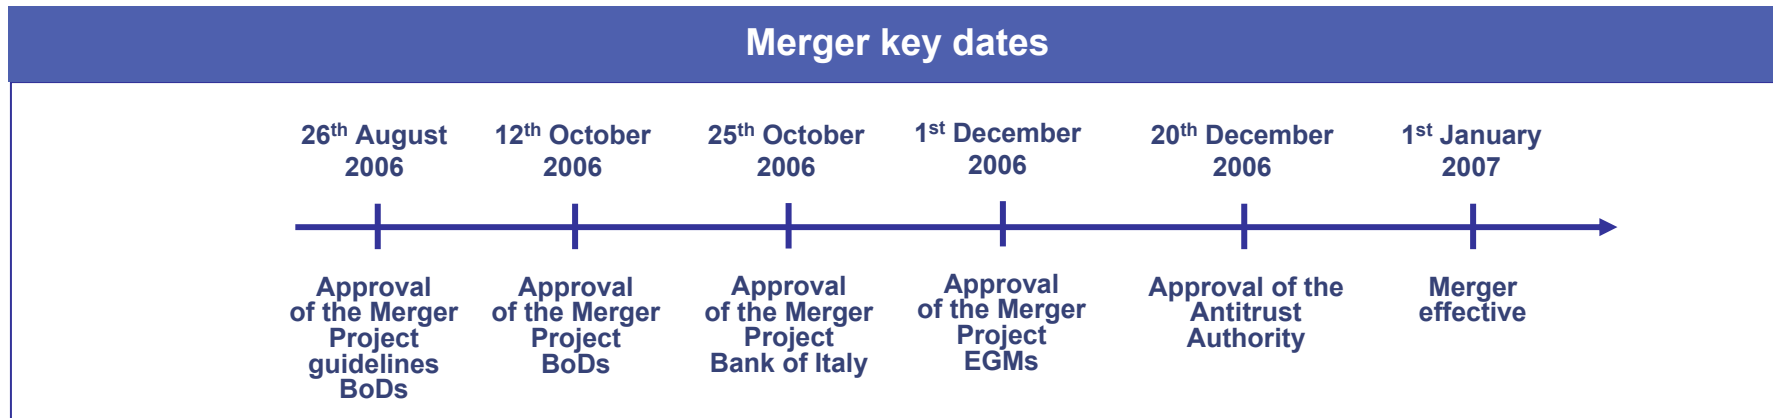 Merger key dates
26th August
2006
12th October
2006
25th October
2006
1st December
2006
20th December
2006
1st January
2007
Approval
of the Merger
Project
guidelines
BoDs
Approval
of the Merger
Project
BoDs
Approval
of the Merger
Project
Bank of Italy
Approval
of the Merger
Project
EGMs
Approval of the
Antitrust
Authority
Merger
effective